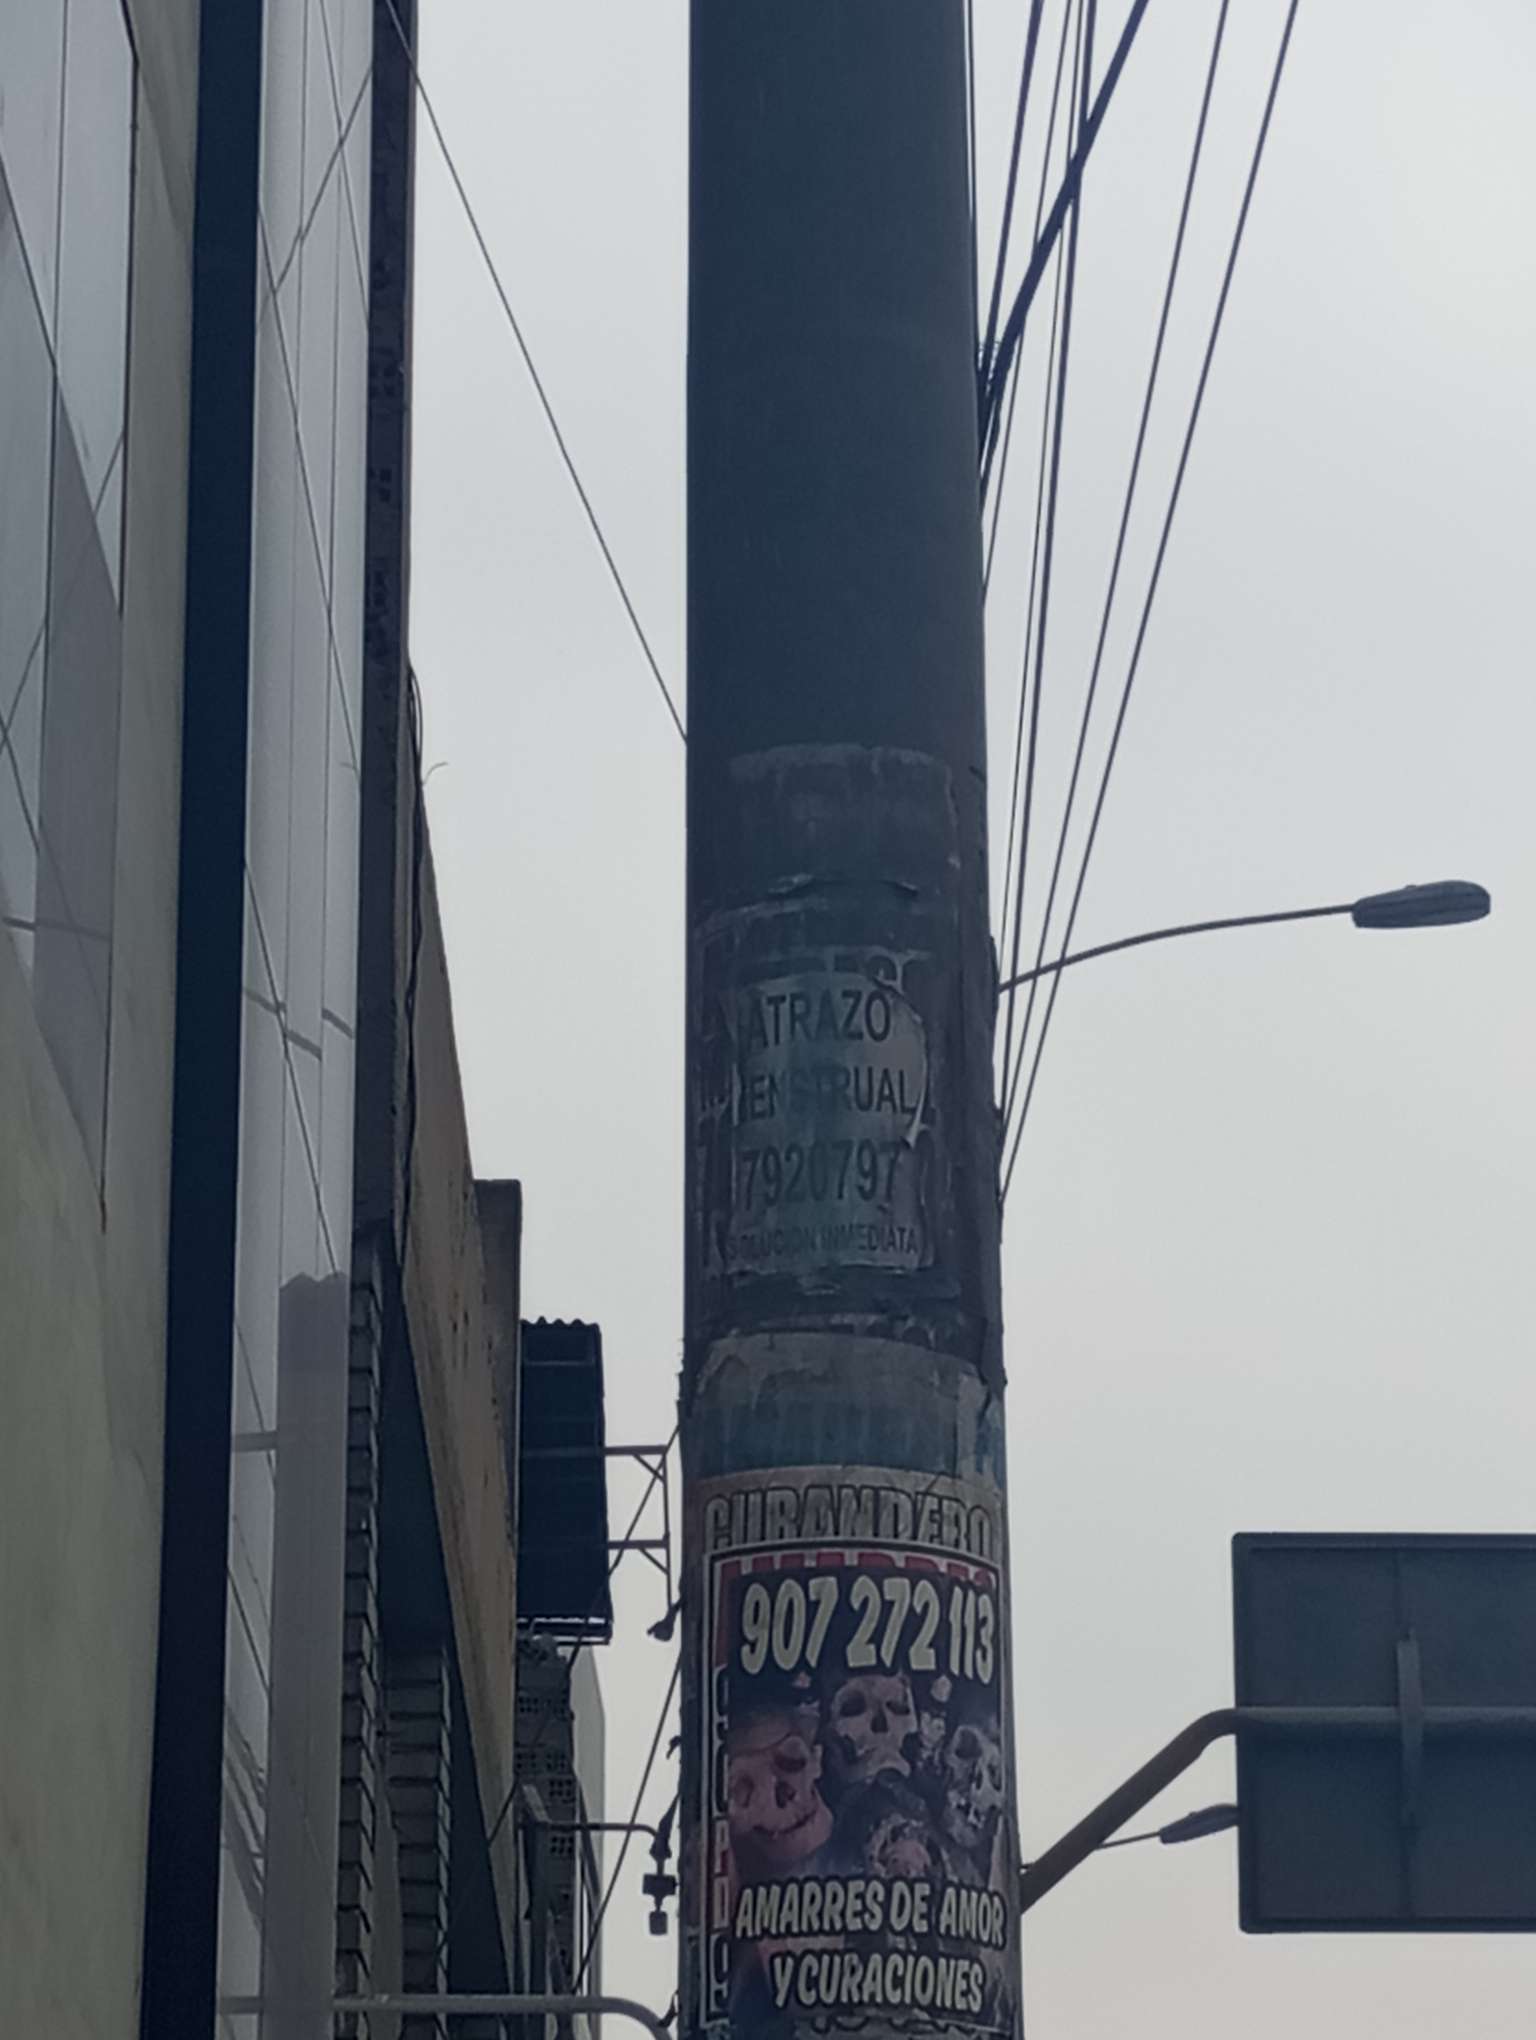 ATRAZO
MENSTRUAL
7920797
SOLUCION INMEDIATA
CURANDERO
907 272 113
AMARRES DE AMOR
Y CURACIONES